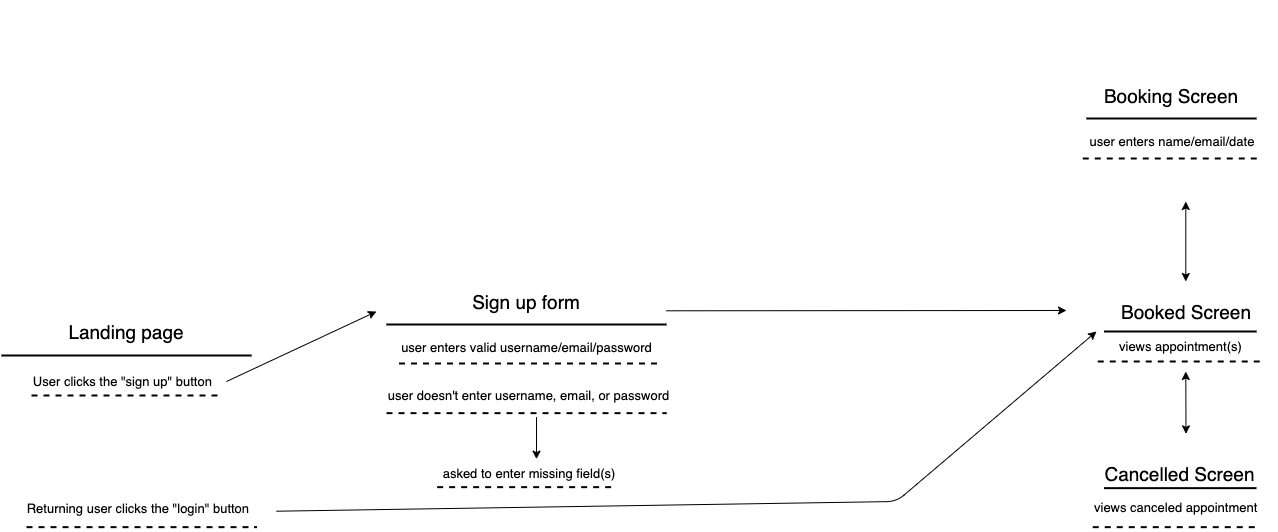 Landing page
User clicks the "sign up" button
Returning user clicks the "login" button
Sign up form
user enters valid username/email/password
user doesn't enter username, email, or password
asked to enter missing field(s)
Booking Screen
user enters name/email/date
Booked Screen
views appointment(s)
Cancelled Screen
views canceled appointment